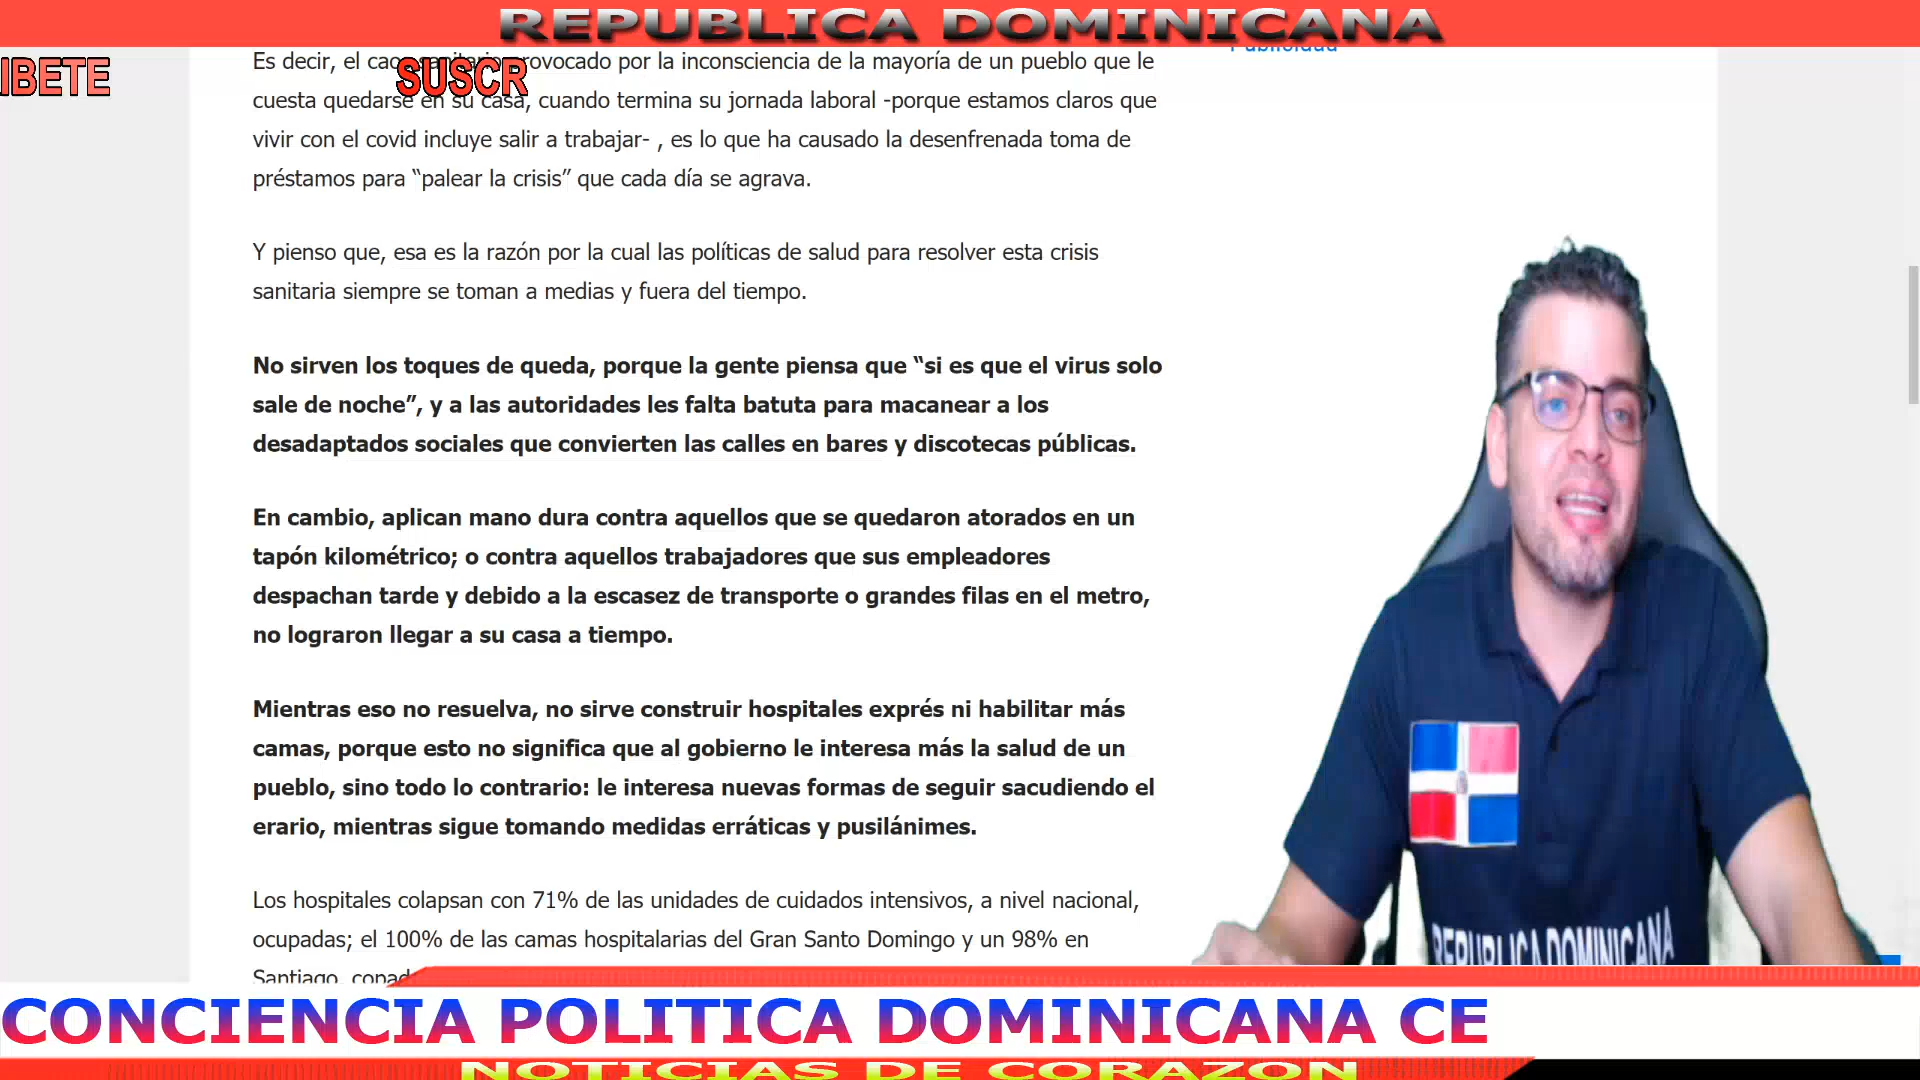 REPUBLICA DOMINICANA
Publicidad
IBETE
SUSCR
Es decir, el caos sanitario provocado por la inconsciencia de la mayoría de un pueblo que le
cuesta quedarse en su casa, cuando termina su jornada laboral -porque estamos claros que
vivir con el covid incluye salir a trabajar- , es lo que ha causado la desenfrenada toma de
préstamos para “palear la crisis” que cada día se agrava.
Y pienso que, esa es la razón por la cual las políticas de salud para resolver esta crisis
sanitaria siempre se toman a medias y fuera del tiempo.
No sirven los toques de queda, porque la gente piensa que “si es que el virus solo
sale de noche”, y a las autoridades les falta batuta para macanear a los
desadaptados sociales que convierten las calles en bares y discotecas públicas.
En cambio, aplican mano dura contra aquellos que se quedaron atorados en un
tapón kilométrico; o contra aquellos trabajadores que sus empleadores
despachan tarde y debido a la escasez de transporte o grandes filas en el metro,
no lograron llegar a su casa a tiempo.
Mientras eso no resuelva, no sirve construir hospitales exprés ni habilitar más
camas, porque esto no significa que al gobierno le interesa más la salud de un
pueblo, sino todo lo contrario: le interesa nuevas formas de seguir sacudiendo el
erario, mientras sigue tomando medidas erráticas y pusilánimes.
Los hospitales colapsan con 71% de las unidades de cuidados intensivos, a nivel nacional,
ocupadas; el 100% de las camas hospitalarias del Gran Santo Domingo y un 98% en
Santiago, copad
REPUBLICA DOMINICANA
CONCIENCIA POLITICA DOMINICANA CE
NOTICIAS DE CORAZON